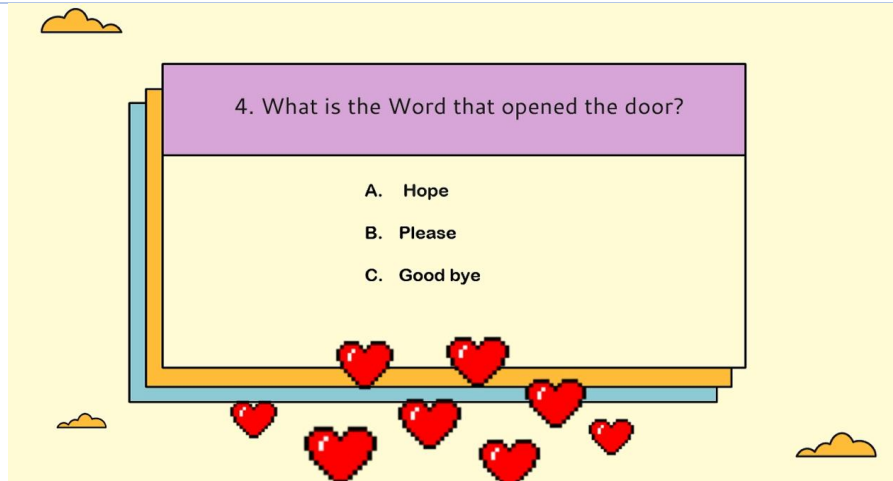 4. What is the Word that opened the door?
A. Hope
B. Please
C. Good bye